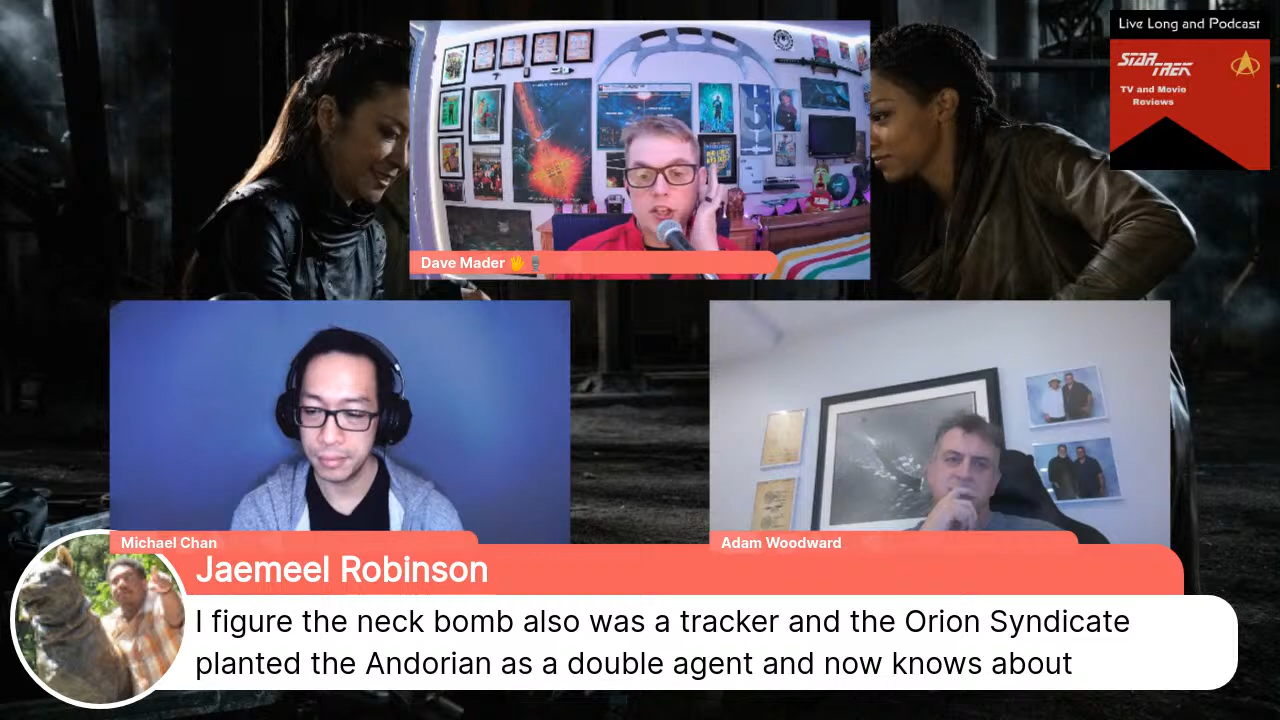 Live Long and Podcast
STAR TREK
TV and Movie
Reviews
Dave Mader 🖖🎙️
Michael Chan
Adam Woodward
Jaemeel Robinson
I figure the neck bomb also was a tracker and the Orion Syndicate
planted the Andorian as a double agent and now knows about